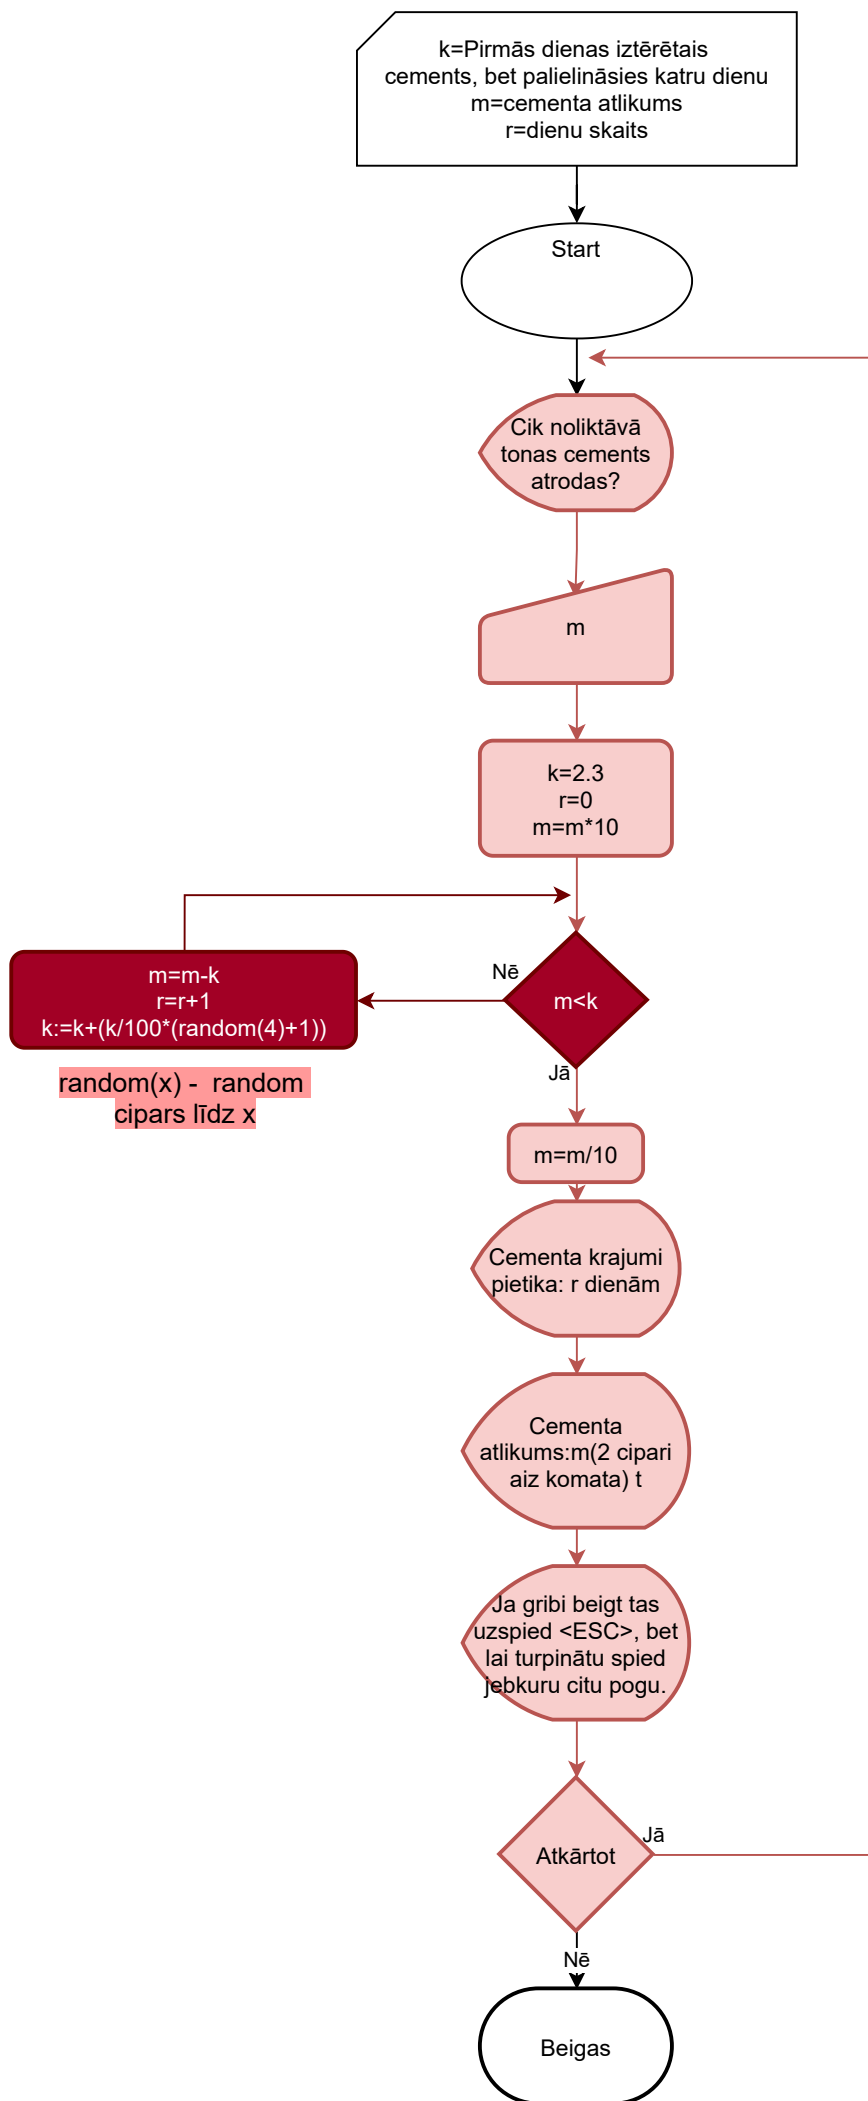 k=Pirmās dienas iztērētais
cements, bet palielināsies katru dienu
m=cementa atlikums
r=dienu skaits
Start
Cik noliktāvā
tonas cements
atrodas?
m
k=2.3
r=0
m=m*10
m<k
Nē
m=m-k
r=r+1
k:=k+(k/100*(random(4)+1))
random(x) - random
cipars līdz x
Jā
m=m/10
Cementa krajumi
pietika: r dienām
Cementa
atlikums:m(2 cipari
aiz komata) t
Ja gribi beigt tas
uzspied <ESC>, bet
lai turpinātu spied
jebkuru citu pogu.
Atkārtot
Jā
Nē
Beigas